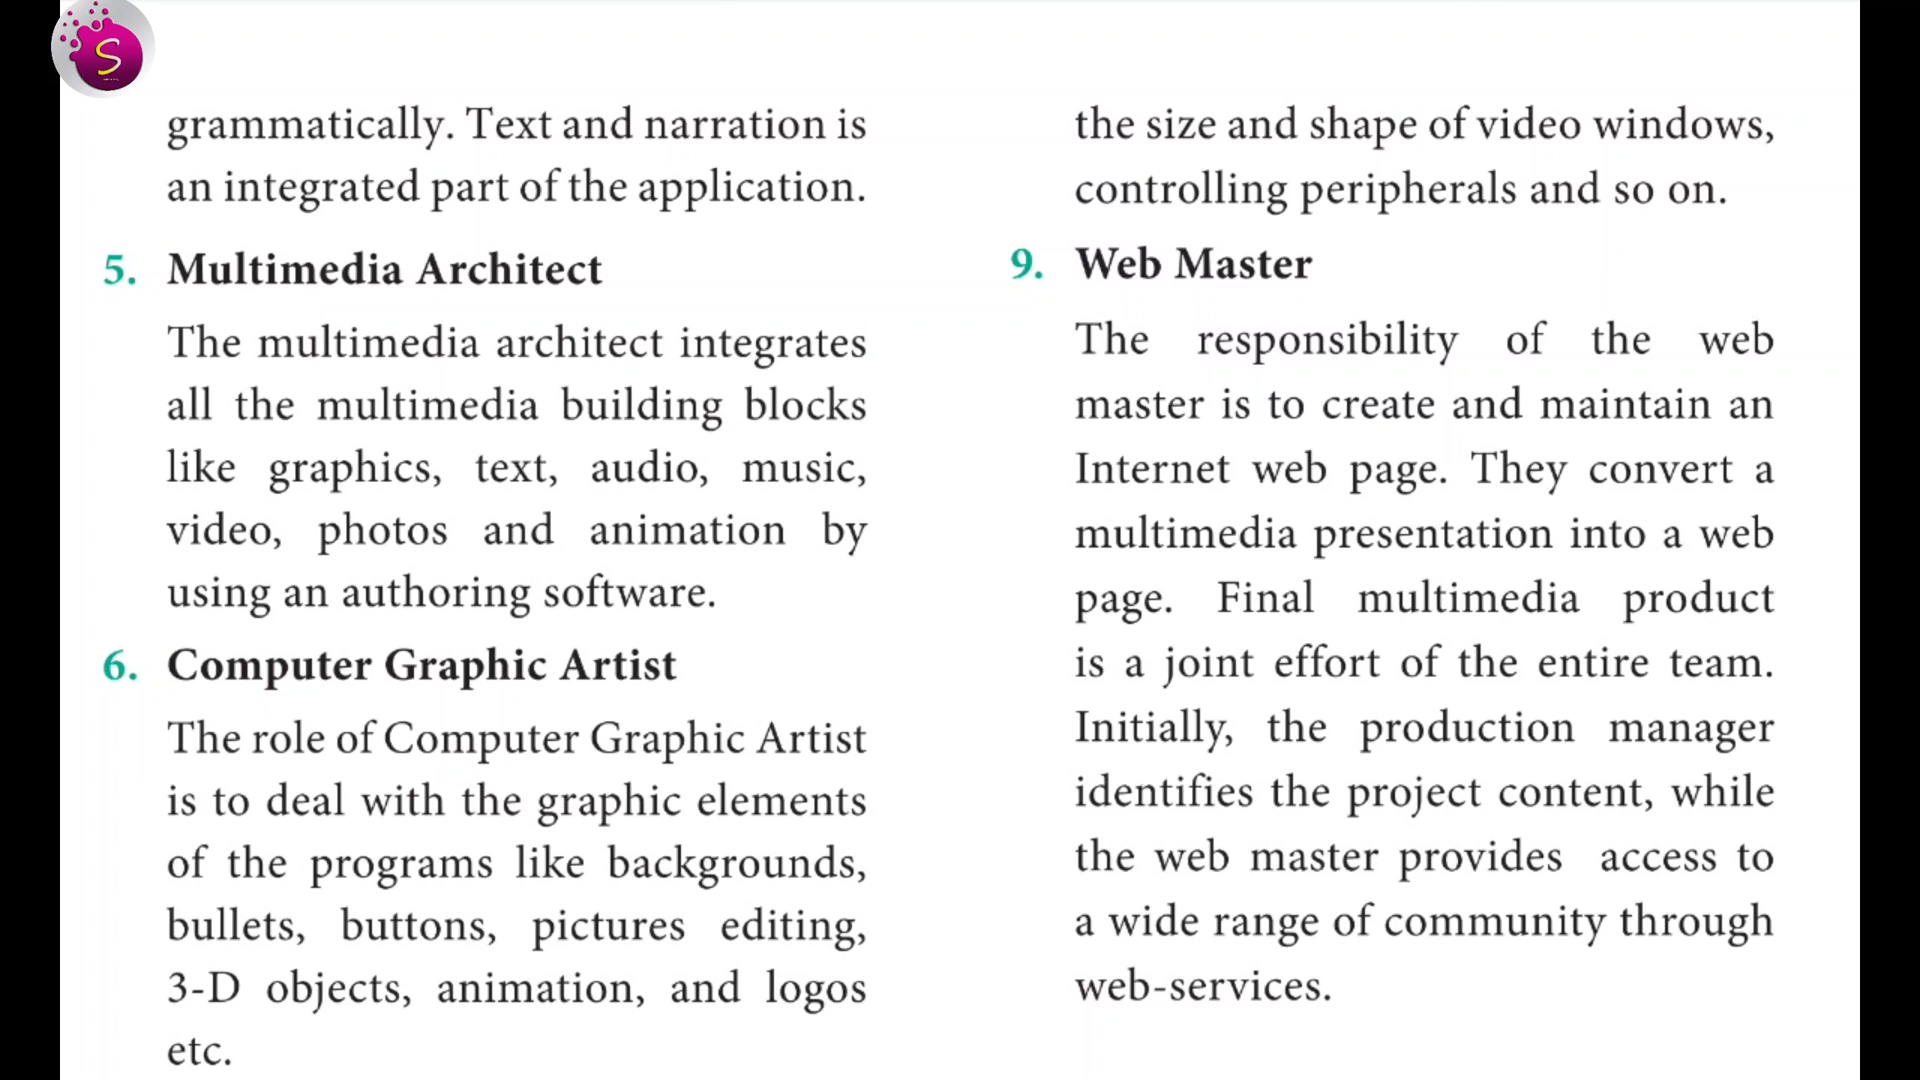 S
grammatically. Text and narration is
an integrated part of the application.
5. Multimedia Architect
The multimedia architect integrates
all the multimedia building blocks
like graphics, text, audio, music,
video, photos and animation by
using an authoring software.
6. Computer Graphic Artist
The role of Computer Graphic Artist
is to deal with the graphic elements
of the programs like backgrounds,
bullets, buttons, pictures editing,
3-D objects, animation, and logos
etc.
the size and shape of video windows,
controlling peripherals and so on.
9. Web Master
The responsibility of the web
master is to create and maintain an
Internet web page. They convert a
multimedia presentation into a web
page. Final multimedia product
is a joint effort of the entire team.
Initially, the production manager
identifies the project content, while
the web master provides access to
a wide range of community through
web-services.